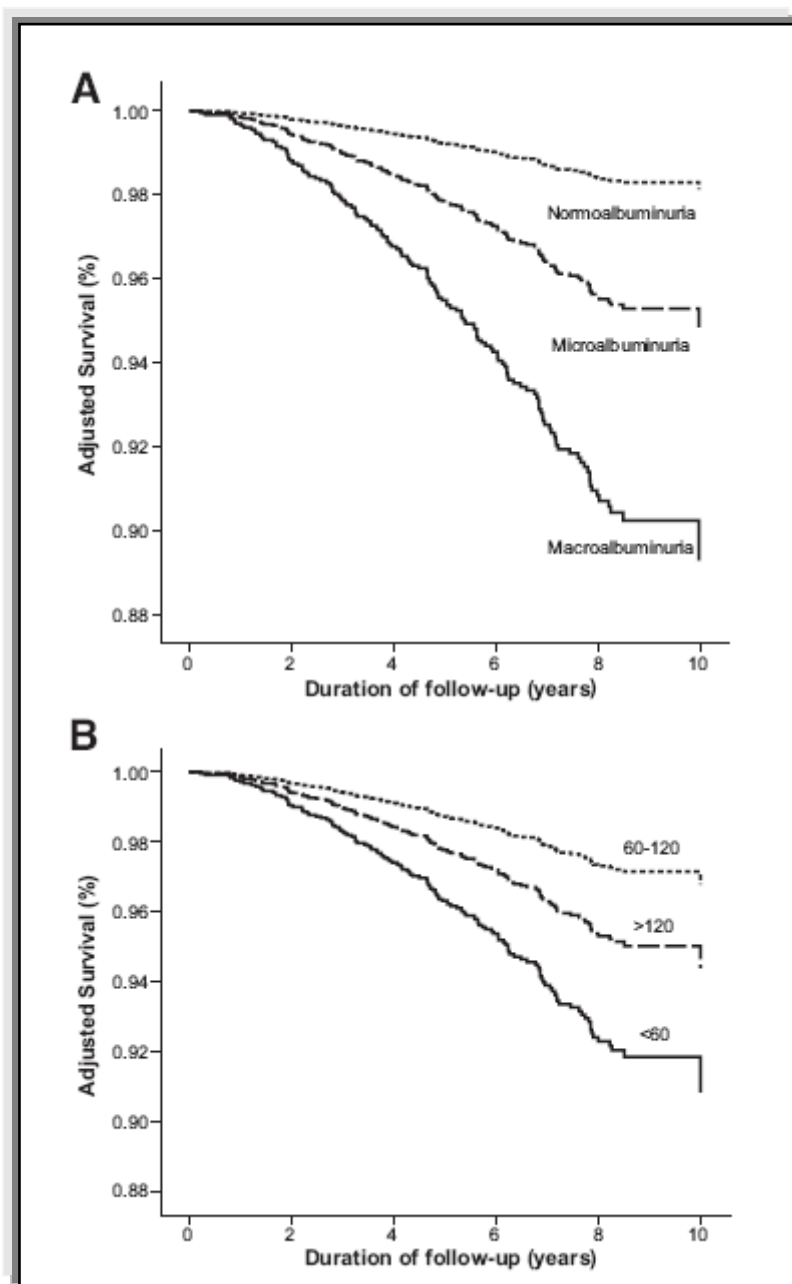 A
1.00
0.98
0.96
0.94
0.92
0.90
0.88
Adjusted Survival (%)
Normoalbuminuria
Microalbuminuria
Macroalbuminuria
0 2 4 6 8 10
Duration of follow-up (years)
B
1.00
0.98
0.96
0.94
0.92
0.90
0.88
Adjusted Survival (%)
60-120
>120
<60
0 2 4 6 8 10
Duration of follow-up (years)